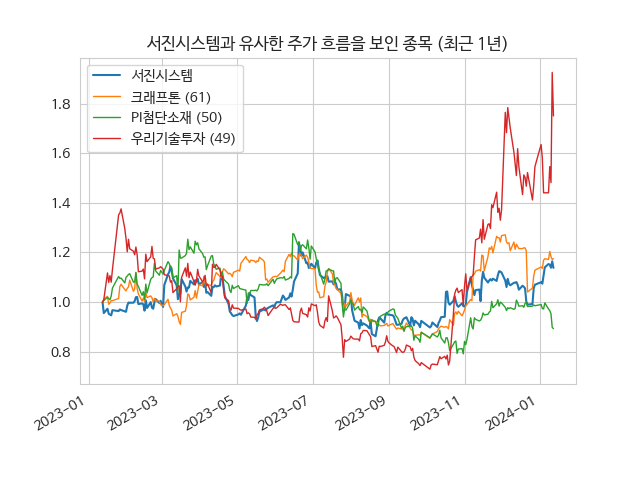 서진시스템과 유사한 주가 흐름을 보인 종목 (최근 1년)
서진시스템
크래프톤 (61)
PI첨단소재 (50)
우리기술투자 (49)
1.8
1.6
1.4
1.2
1.0
0.8
2023-01
2023-03
2023-05
2023-07
2023-09
2023-11
2024-01